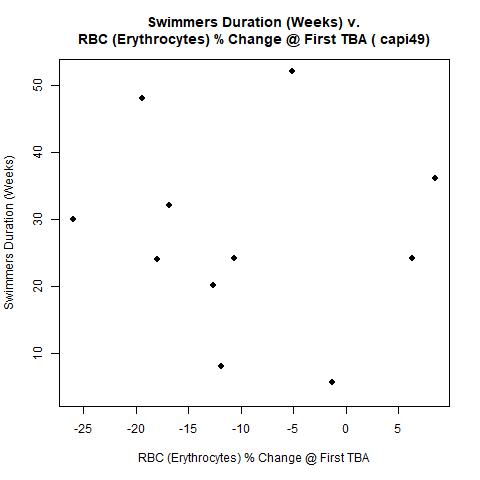 Swimmers Duration (Weeks) v.
RBC (Erythrocytes) % Change @ First TBA ( capi49)
Swimmers Duration (Weeks)
50
40
30
20
10
-25 -20 -15 -10 -5 0 5
RBC (Erythrocytes) % Change @ First TBA